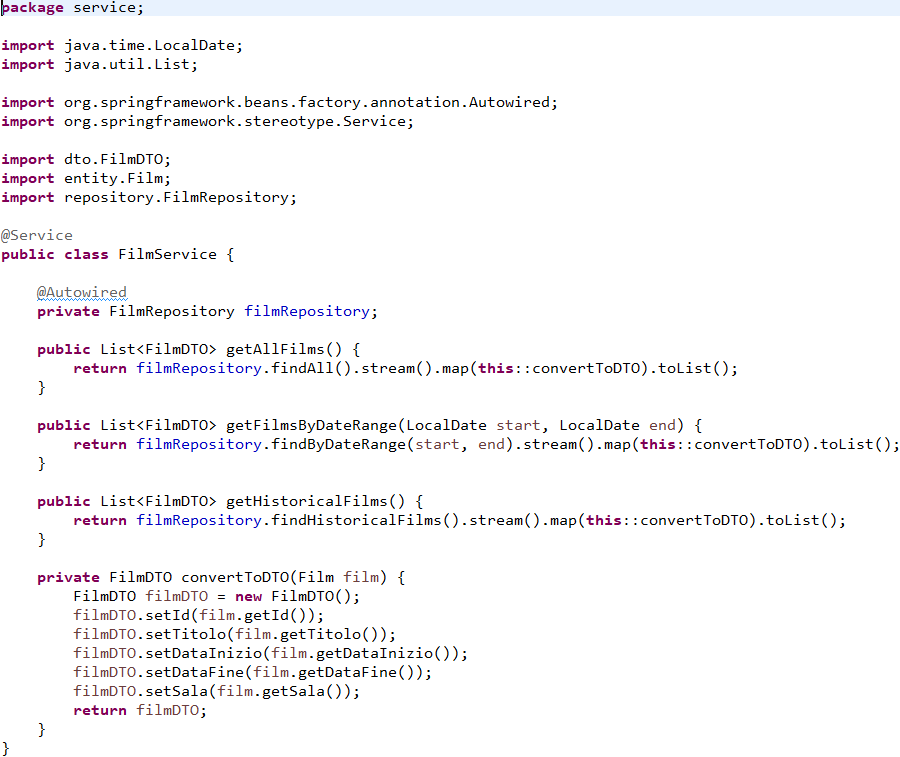 package service;

import java.time.LocalDate;
import java.util.List;

import org.springframework.beans.factory.annotation.Autowired;
import org.springframework.stereotype.Service;

import dto.FilmDTO;
import entity.Film;
import repository.FilmRepository;

@Service
public class FilmService {

    @Autowired
    private FilmRepository filmRepository;

    public List<FilmDTO> getAllFilms() {
        return filmRepository.findAll().stream().map(this::convertToDTO).toList();
    }

    public List<FilmDTO> getFilmsByDateRange(LocalDate start, LocalDate end) {
        return filmRepository.findByDateRange(start, end).stream().map(this::convertToDTO).toList();
    }

    public List<FilmDTO> getHistoricalFilms() {
        return filmRepository.findHistoricalFilms().stream().map(this::convertToDTO).toList();
    }

    private FilmDTO convertToDTO(Film film) {
        FilmDTO filmDTO = new FilmDTO();
        filmDTO.setId(film.getId());
        filmDTO.setTitolo(film.getTitolo());
        filmDTO.setDataInizio(film.getDataInizio());
        filmDTO.setDataFine(film.getDataFine());
        filmDTO.setSala(film.getSala());
        return filmDTO;
    }
}